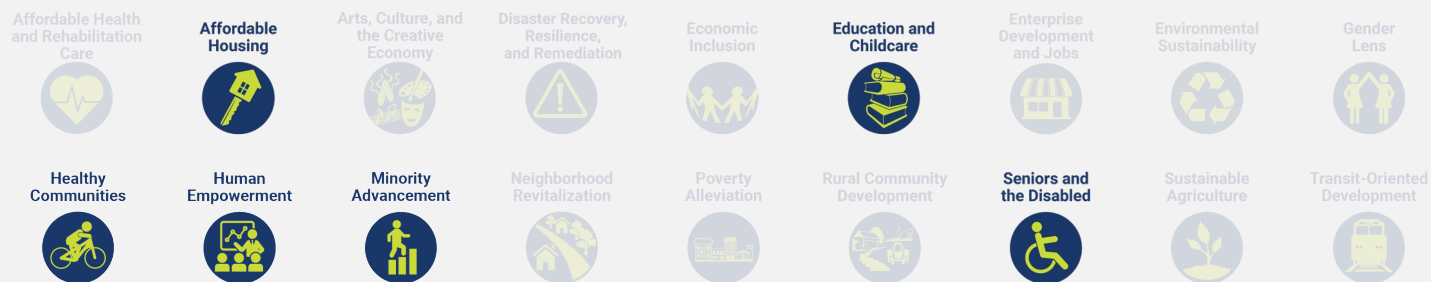 Affordable Health
and Rehabilitation
Care
Affordable
Housing
Arts, Culture, and
the Creative
Economy
Disaster Recovery,
Resilience,
and Remediation
Economic
Inclusion
Education and
Childcare
Enterprise
Development
and Jobs
Environmental
Sustainability
Gender
Lens
Healthy
Communities
Human
Empowerment
Minority
Advancement
Neighborhood
Revitalization
Poverty
Alleviation
Rural Community
Development
Seniors and
the Disabled
Sustainable
Agriculture
Transit-Oriented
Development